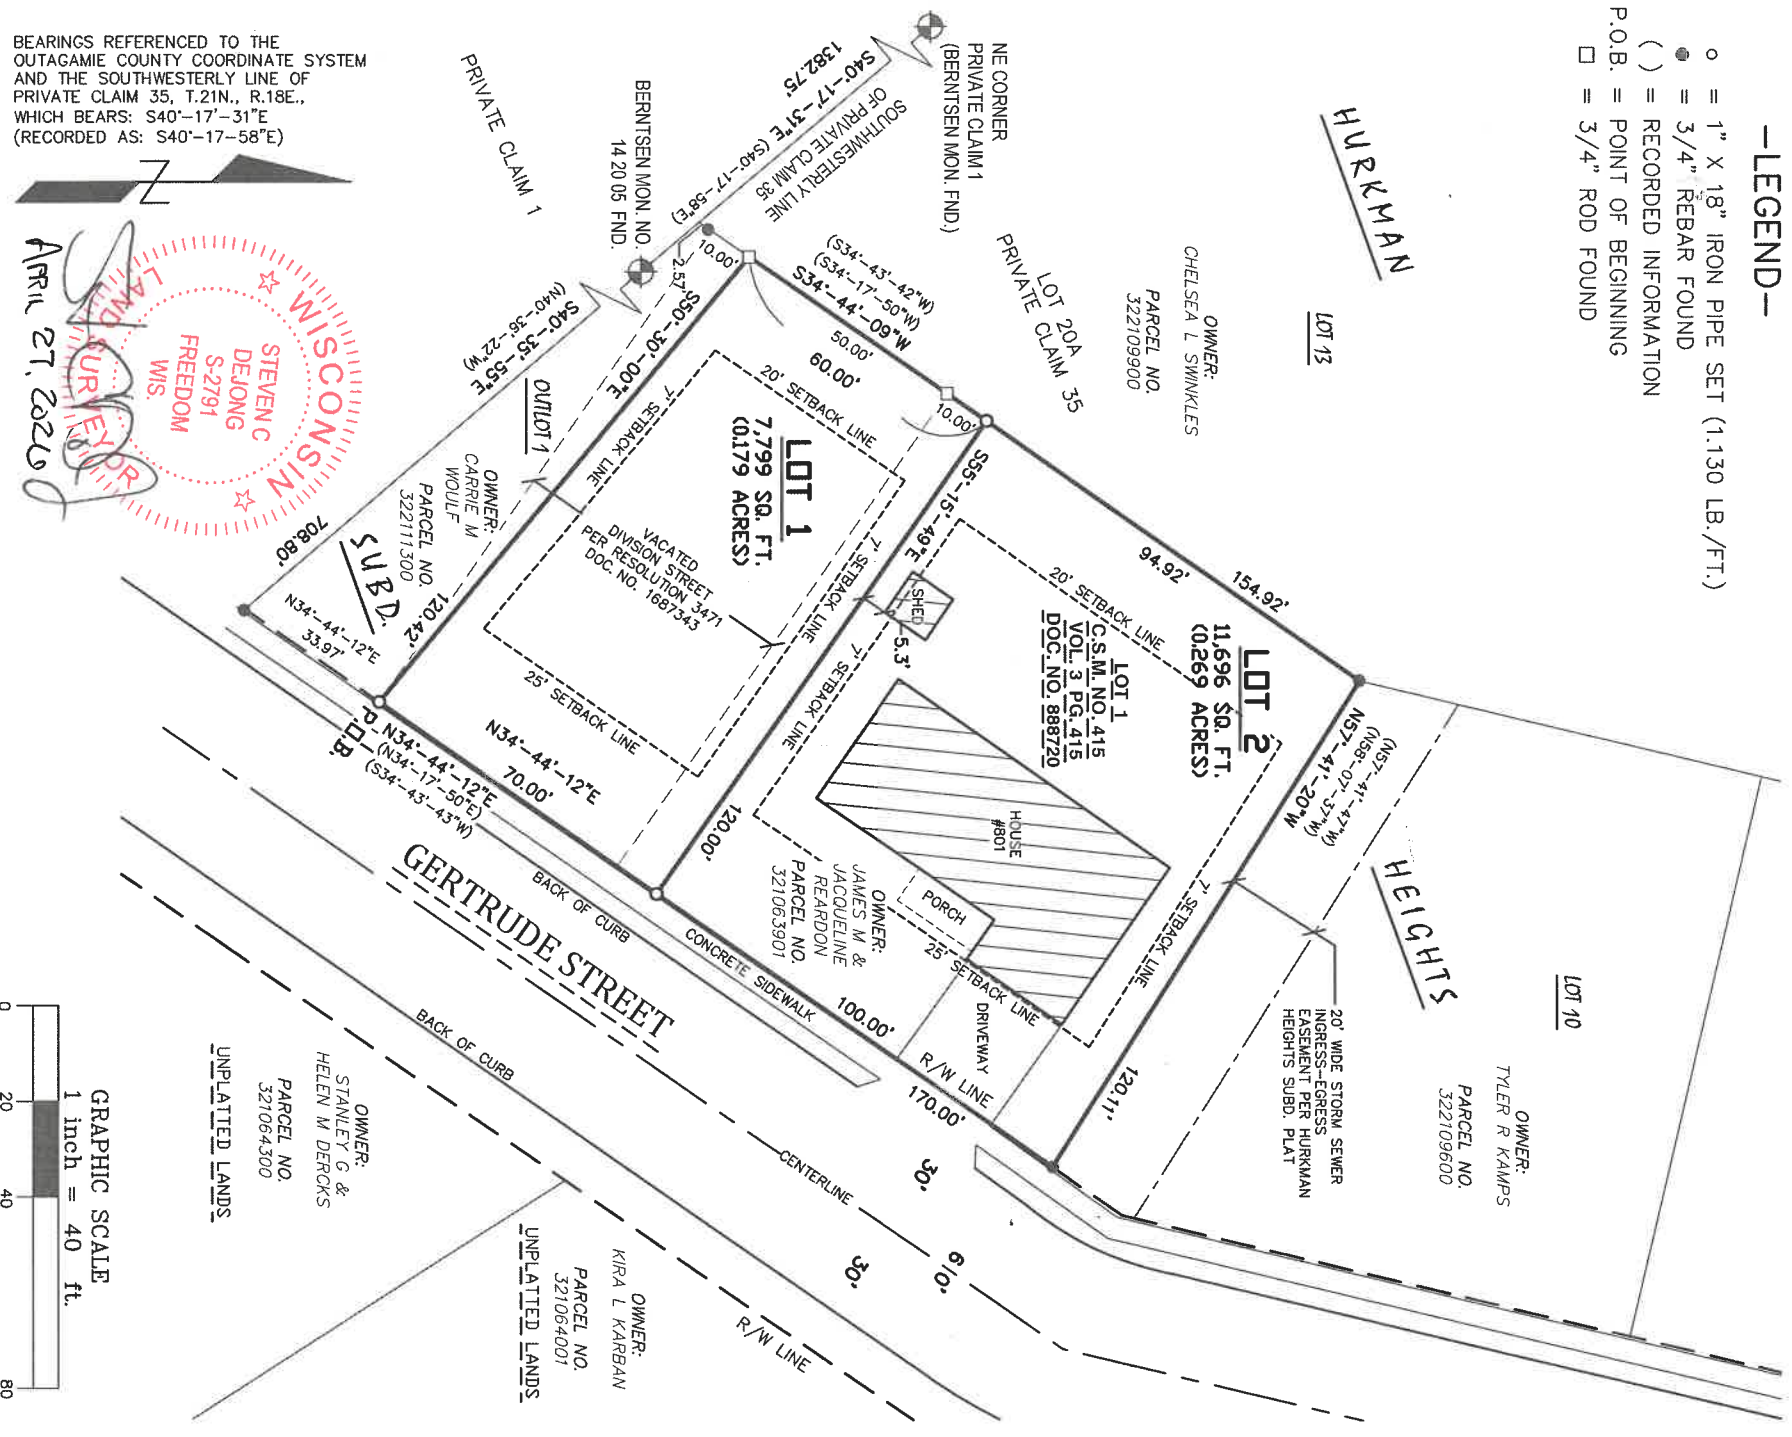 —LEGEND—
o = 1" X 18" IRON PIPE SET (1.130 LB./FT.)
● = 3/4" REBAR FOUND
( ) = RECORDED INFORMATION
P.O.B. = POINT OF BEGINNING
□ = 3/4" ROD FOUND
BEARINGS REFERENCED TO THE
OUTAGAMIE COUNTY COORDINATE SYSTEM
AND THE SOUTHWESTERLY LINE OF
PRIVATE CLAIM 35, T.21N., R.18E.,
WHICH BEARS: S40°-17'-31"E
(RECORDED AS: S40°-17-58"E)
Z
WISCONSIN
STEVEN C
DEJONG
S-2791
FREEDOM
WIS.
LAND SURVEYOR
APRIL 27, 2026
NE CORNER
PRIVATE CLAIM 1
(BERNTSEN MON. FND.)
S40°-17'-31"E (S40°-17'-58"E)
1382.75'
SOUTHWESTERLY LINE
OF PRIVATE CLAIM 35
PRIVATE CLAIM 1
BERNTSEN MON. NO.
14 20 05 FND.
2.57'
10.00'
S40°-35'-55"E
(N40°-36'-22"W)
708.80'
HURKMAN
LOT 13
OWNER:
CHELSEA L SWINKLES
PARCEL NO.
322109900
LOT 20A
PRIVATE CLAIM 35
(S34°-43'-42"W)
(S34°-17'-50"W)
S34°-44'-09"W
50.00'
60.00'
10.00'
S50°-30'-00"E
120.42'
OUTLOT 1
OWNER:
CARRIE M
WOULF
PARCEL NO.
322111300
SUBD.
N34°-44'-12"E
33.97'
LOT 1
7,799 SQ. FT.
(0.179 ACRES)
20' SETBACK LINE
7' SETBACK LINE
7' SETBACK LINE
25' SETBACK LINE
VACATED
DIVISION STREET
PER RESOLUTION 3471
DOC. NO. 1687343
N34°-44'-12"E
P.O.B.
N34°-44'-12"E
(N34°-17'-50"E)
(S34°-43'-43"W)
70.00'
S55°-15'-49"E
120.00'
94.92'
154.92'
LOT 2
11,696 SQ. FT.
(0.269 ACRES)
LOT 1
C.S.M. NO. 415
VOL. 3 PG. 415
DOC. NO. 888720
20' SETBACK LINE
7' SETBACK LINE
7' SETBACK LINE
25' SETBACK LINE
SHED
5.3'
HOUSE
#801
PORCH
DRIVEWAY
OWNER:
JAMES M &
JACQUELINE
REARDON
PARCEL NO.
321063901
(N57°-41'-47"W)
(N58°-07'-37"W)
N57°-41'-20"W
120.11'
HEIGHTS
20' WIDE STORM SEWER
INGRESS-EGRESS
EASEMENT PER HURKMAN
HEIGHTS SUBD. PLAT
LOT 10
OWNER:
TYLER R KAMPS
PARCEL NO.
322109600
100.00'
170.00'
R/W LINE
CONCRETE SIDEWALK
BACK OF CURB
GERTRUDE STREET
BACK OF CURB
CENTERLINE
30'
30'
60'
R/W LINE
OWNER:
STANLEY G &
HELEN M DERCKS
PARCEL NO.
321064300
UNPLATTED LANDS
OWNER:
KIRA L KARBAN
PARCEL NO.
321064001
UNPLATTED LANDS
GRAPHIC SCALE
1 inch = 40 ft.
0 20 40 80